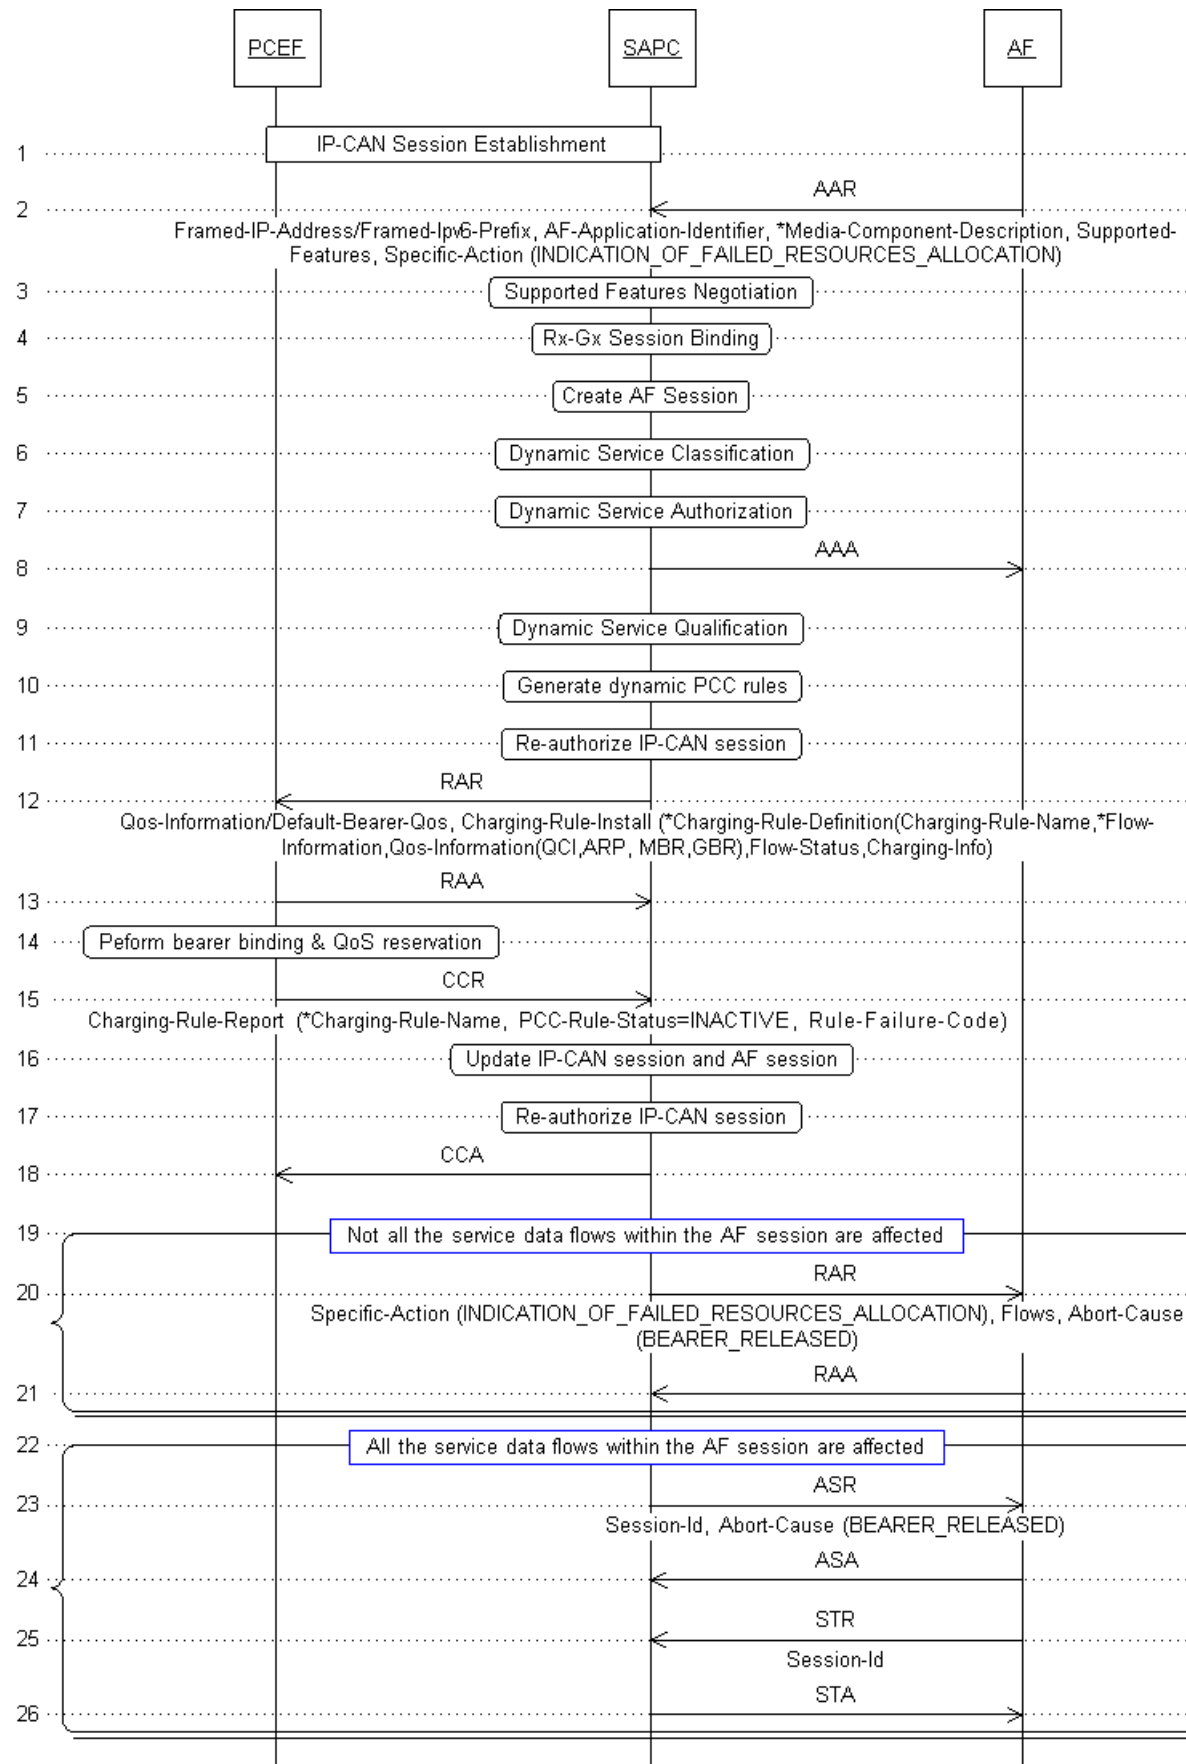 PCEF SAPC AF
1 IP-CAN Session Establishment
AAR
2
Framed-IP-Address/Framed-Ipv6-Prefix, AF-Application-Identifier, *Media-Component-Description, Supported-
Features, Specific-Action (INDICATION_OF_FAILED_RESOURCES_ALLOCATION)
3 Supported Features Negotiation
4 Rx-Gx Session Binding
5 Create AF Session
6 Dynamic Service Classification
7 Dynamic Service Authorization
AAA
8
9 Dynamic Service Qualification
10 Generate dynamic PCC rules
11 Re-authorize IP-CAN session
RAR
12
Qos-Information/Default-Bearer-Qos, Charging-Rule-Install (*Charging-Rule-Definition(Charging-Rule-Name,*Flow-
Information,Qos-Information(QCI,ARP, MBR,GBR),Flow-Status,Charging-Info)
RAA
13
14 Peform bearer binding & QoS reservation
CCR
15
Charging-Rule-Report (*Charging-Rule-Name, PCC-Rule-Status=INACTIVE, Rule-Failure-Code)
16 Update IP-CAN session and AF session
17 Re-authorize IP-CAN session
CCA
18
19 Not all the service data flows within the AF session are affected
RAR
20
Specific-Action (INDICATION_OF_FAILED_RESOURCES_ALLOCATION), Flows, Abort-Cause
(BEARER_RELEASED)
RAA
21
22 All the service data flows within the AF session are affected
ASR
23
Session-Id, Abort-Cause (BEARER_RELEASED)
ASA
24
STR
25
Session-Id
STA
26